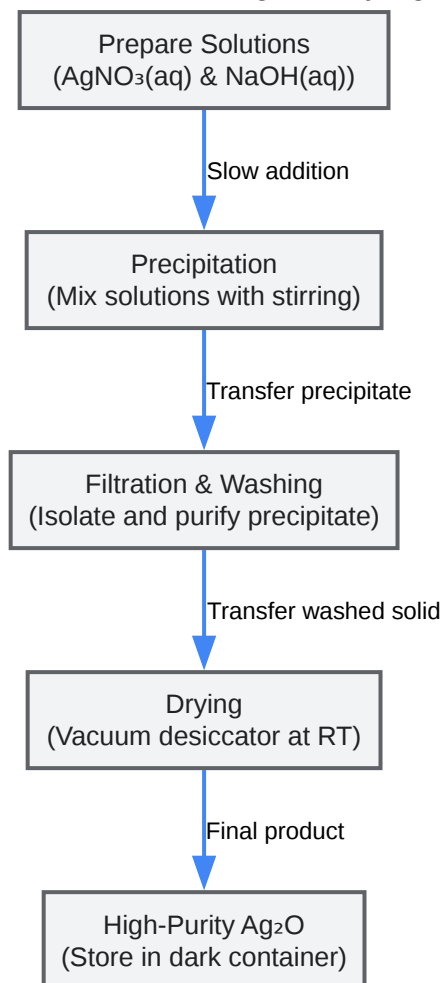 Prepare Solutions
(AgNO₃(aq) & NaOH(aq))
Slow addition
Precipitation
(Mix solutions with stirring)
Transfer precipitate
Filtration & Washing
(Isolate and purify precipitate)
Transfer washed solid
Drying
(Vacuum desiccator at RT)
Final product
High-Purity Ag₂O
(Store in dark container)